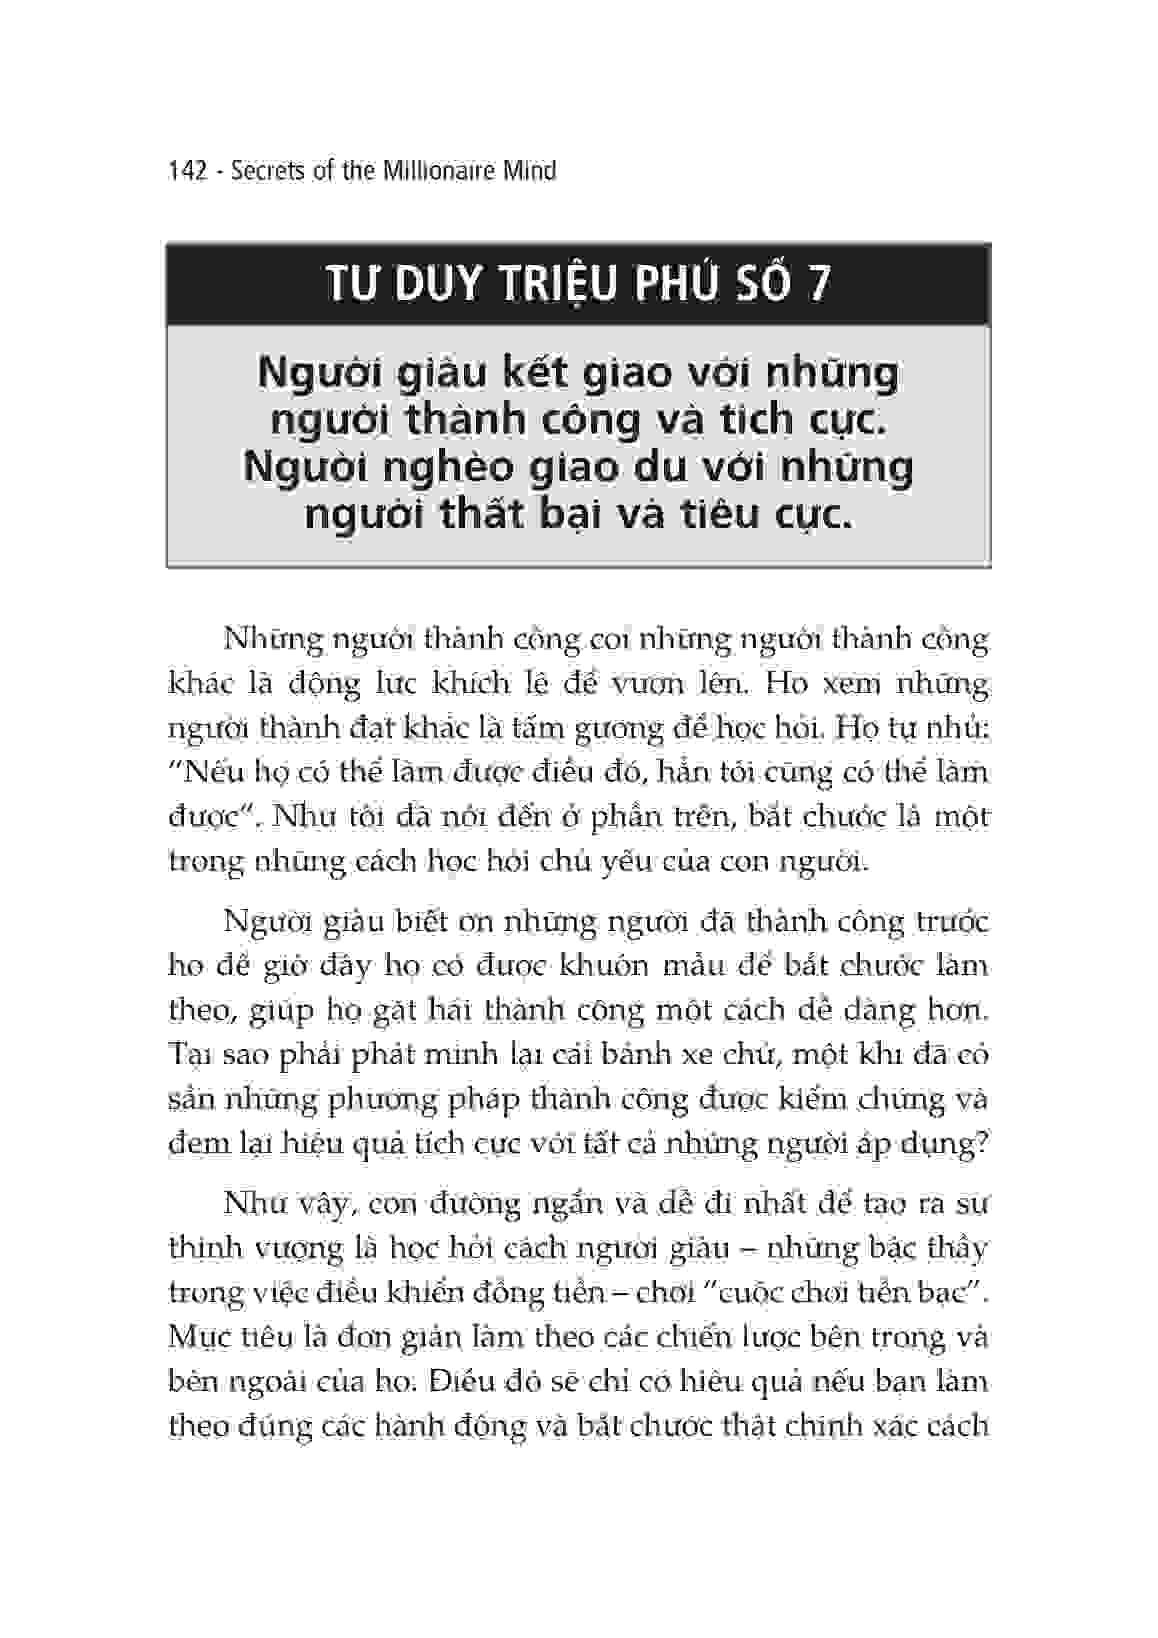 142 - Secrets of the Millionaire Mind
TƯ DUY TRIỆU PHÚ SỐ 7
Người giàu kết giao với những
người thành công và tích cực.
Người nghèo giao du với những
người thất bại và tiêu cực.
Những người thành công coi những người thành công
khác là động lực khích lệ để vươn lên. Họ xem những
người thành đạt khác là tấm gương để học hỏi. Họ tự nhủ:
“Nếu họ có thể làm được điều đó, hẳn tôi cũng có thể làm
được“. Như tôi đã nói đến ở phần trên, bắt chước là một
trong những cách học hỏi chủ yếu của con người.
Người giàu biết ơn những người đã thành công trước
họ để giờ đây họ có được khuôn mẫu để bắt chước làm
theo, giúp họ gặt hái thành công một cách dễ dàng hơn.
Tại sao phải phát minh lại cái bánh xe chứ, một khi đã có
sẵn những phương pháp thành công được kiểm chứng và
đem lại hiệu quả tích cực với tất cả những người áp dụng?
Như vậy, con đường ngắn và dễ đi nhất để tạo ra sự
thịnh vượng là học hỏi cách người giàu – những bậc thầy
trong việc điều khiển đồng tiền – chơi “cuộc chơi tiền bạc”.
Mục tiêu là đơn giản làm theo các chiến lược bên trong và
bên ngoài của họ. Điều đó sẽ chỉ có hiệu quả nếu bạn làm
theo đúng các hành động và bắt chước thật chính xác cách